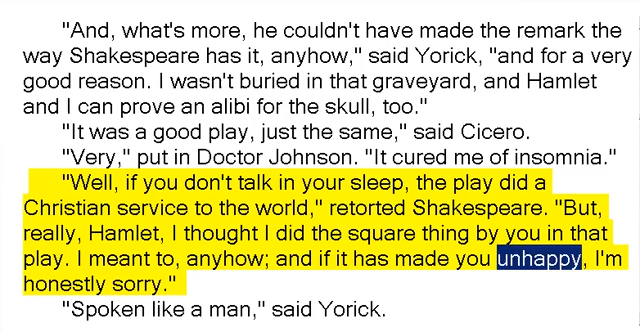 "And, what's more, he couldn't have made the remark the
way Shakespeare has it, anyhow," said Yorick, "and for a very
good reason. I wasn't buried in that graveyard, and Hamlet
and I can prove an alibi for the skull, too."
"It was a good play, just the same," said Cicero.
"Very," put in Doctor Johnson. "It cured me of insomnia."
"Well, if you don't talk in your sleep, the play did a
Christian service to the world," retorted Shakespeare. "But,
really, Hamlet, I thought I did the square thing by you in that
play. I meant to, anyhow; and if it has made you unhappy, I'm
honestly sorry."
"Spoken like a man," said Yorick.